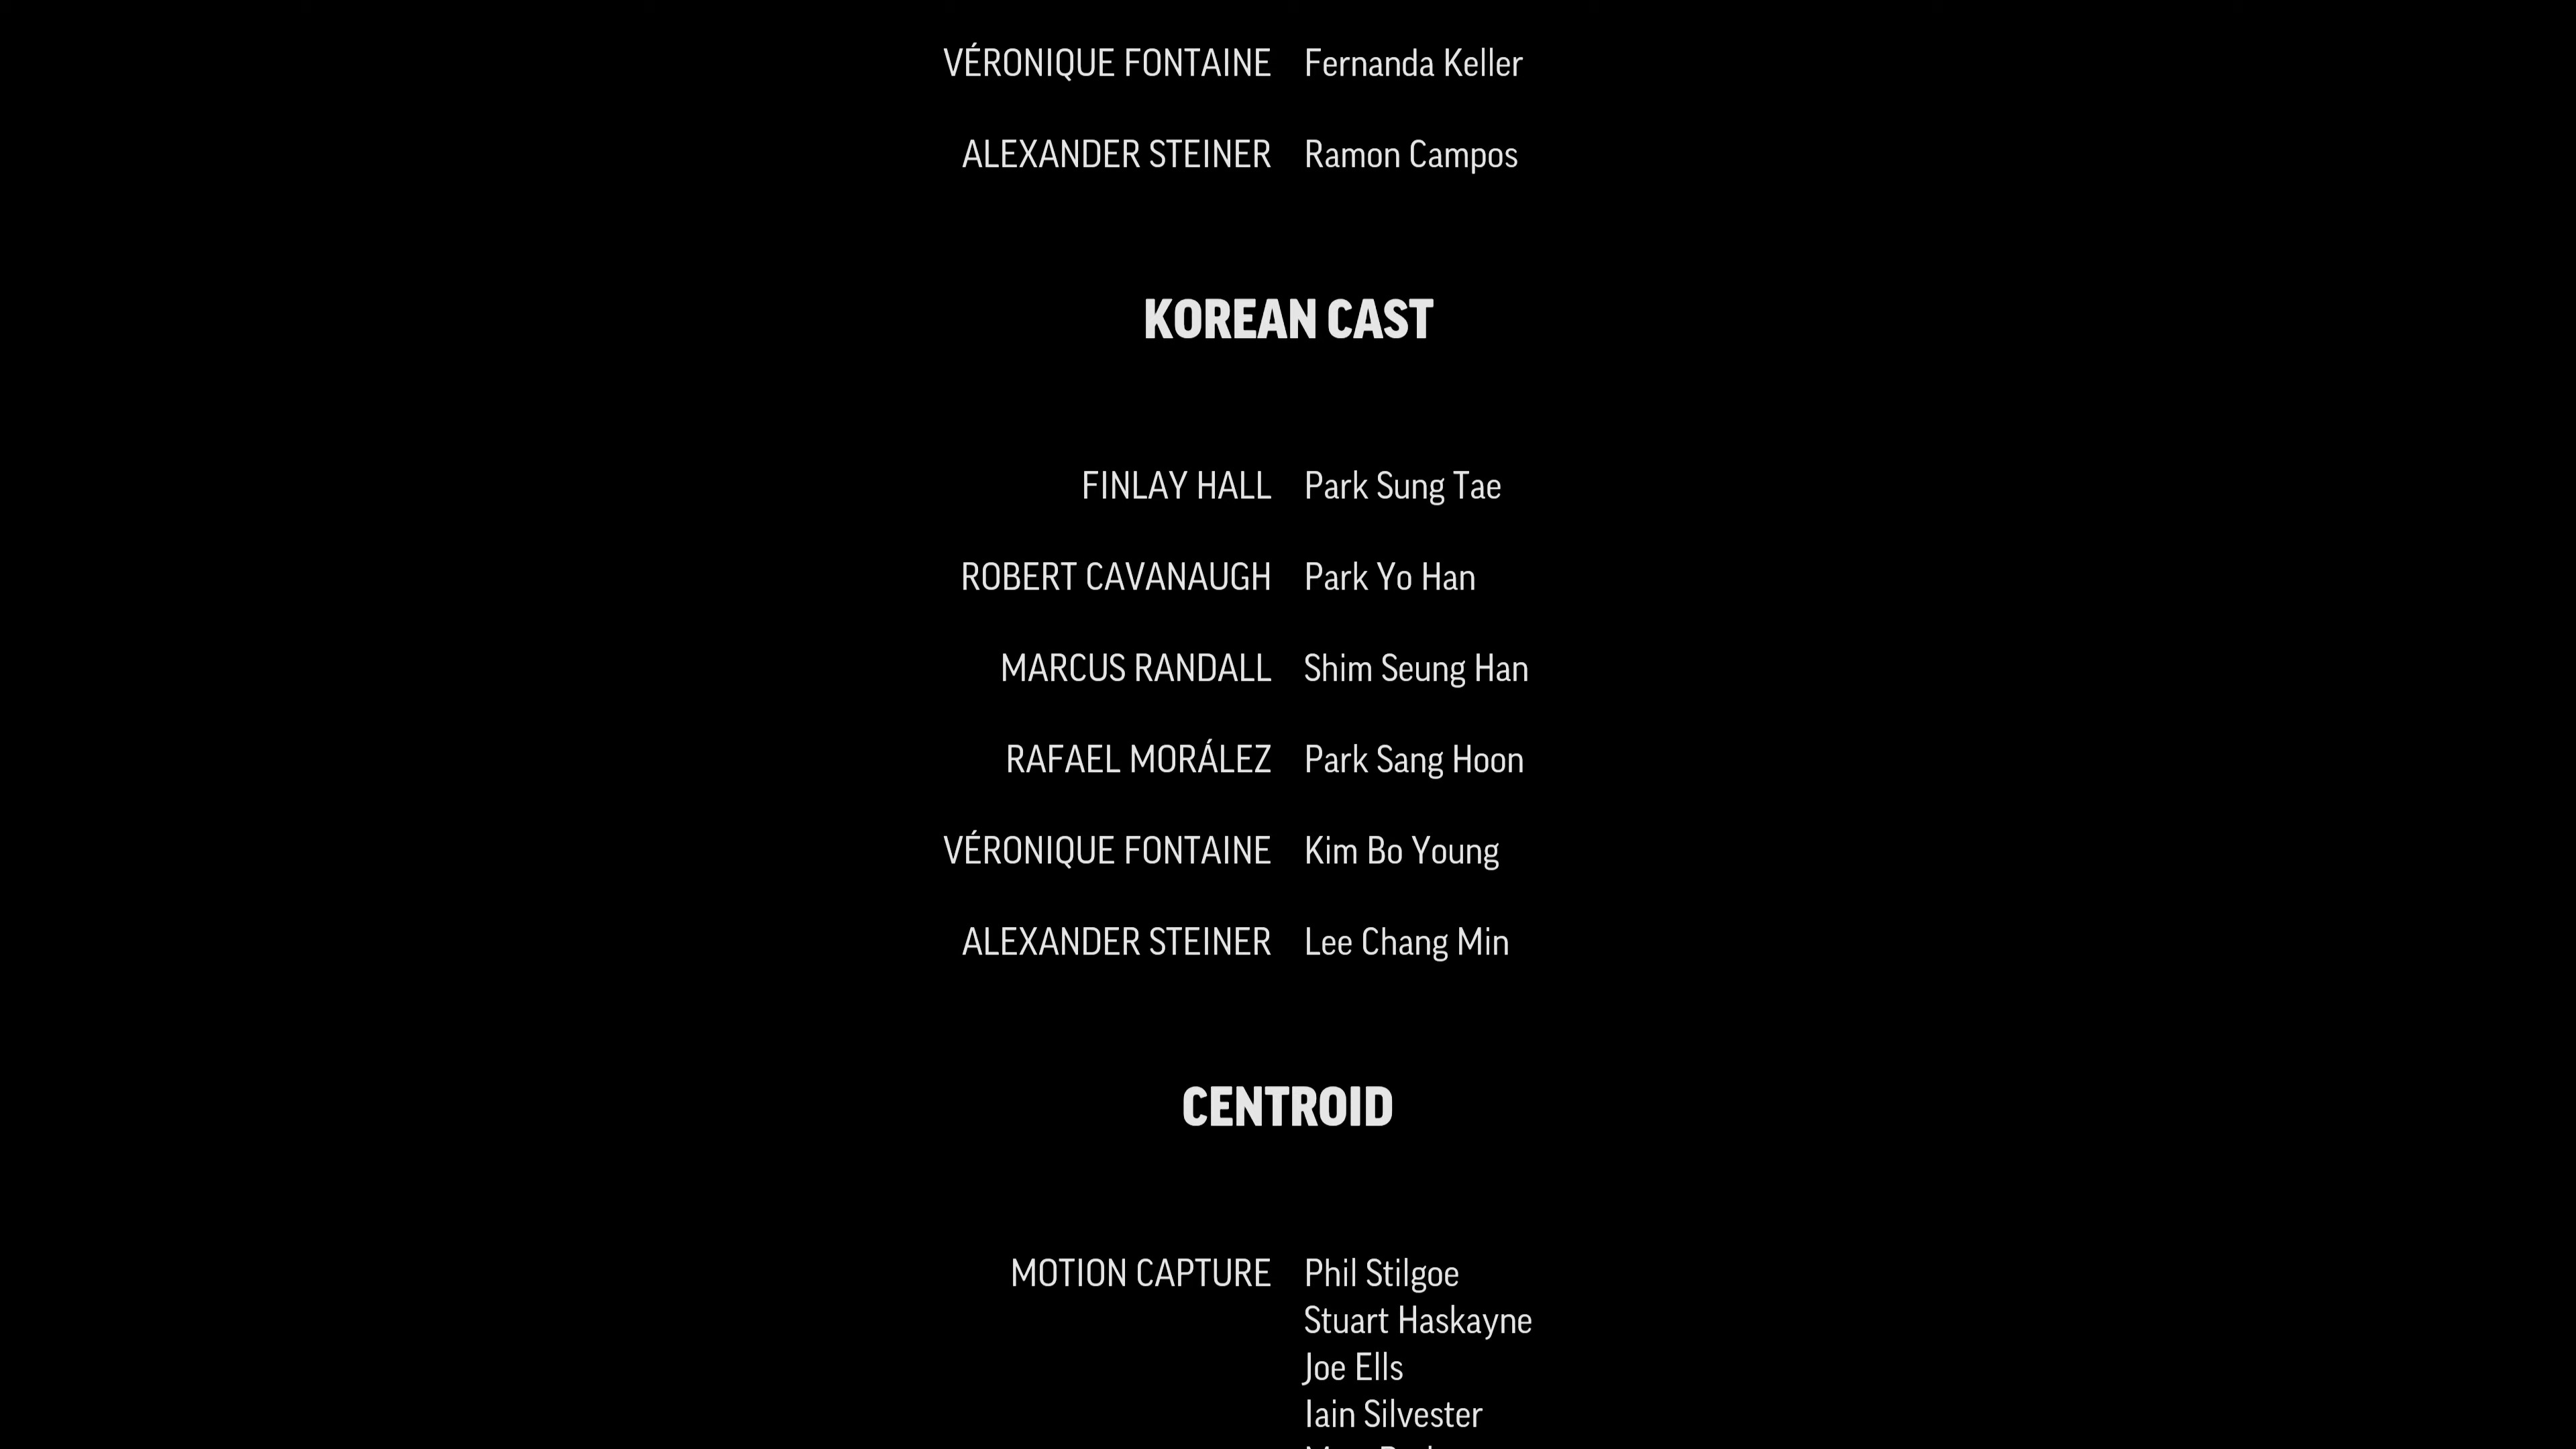 VÉRONIQUE FONTAINE Fernanda Keller
ALEXANDER STEINER Ramon Campos
KOREAN CAST
FINLAY HALL Park Sung Tae
ROBERT CAVANAUGH Park Yo Han
MARCUS RANDALL Shim Seung Han
RAFAEL MORÁLEZ Park Sang Hoon
VÉRONIQUE FONTAINE Kim Bo Young
ALEXANDER STEINER Lee Chang Min
CENTROID
MOTION CAPTURE Phil Stilgoe
Stuart Haskayne
Joe Ells
Iain Silvester